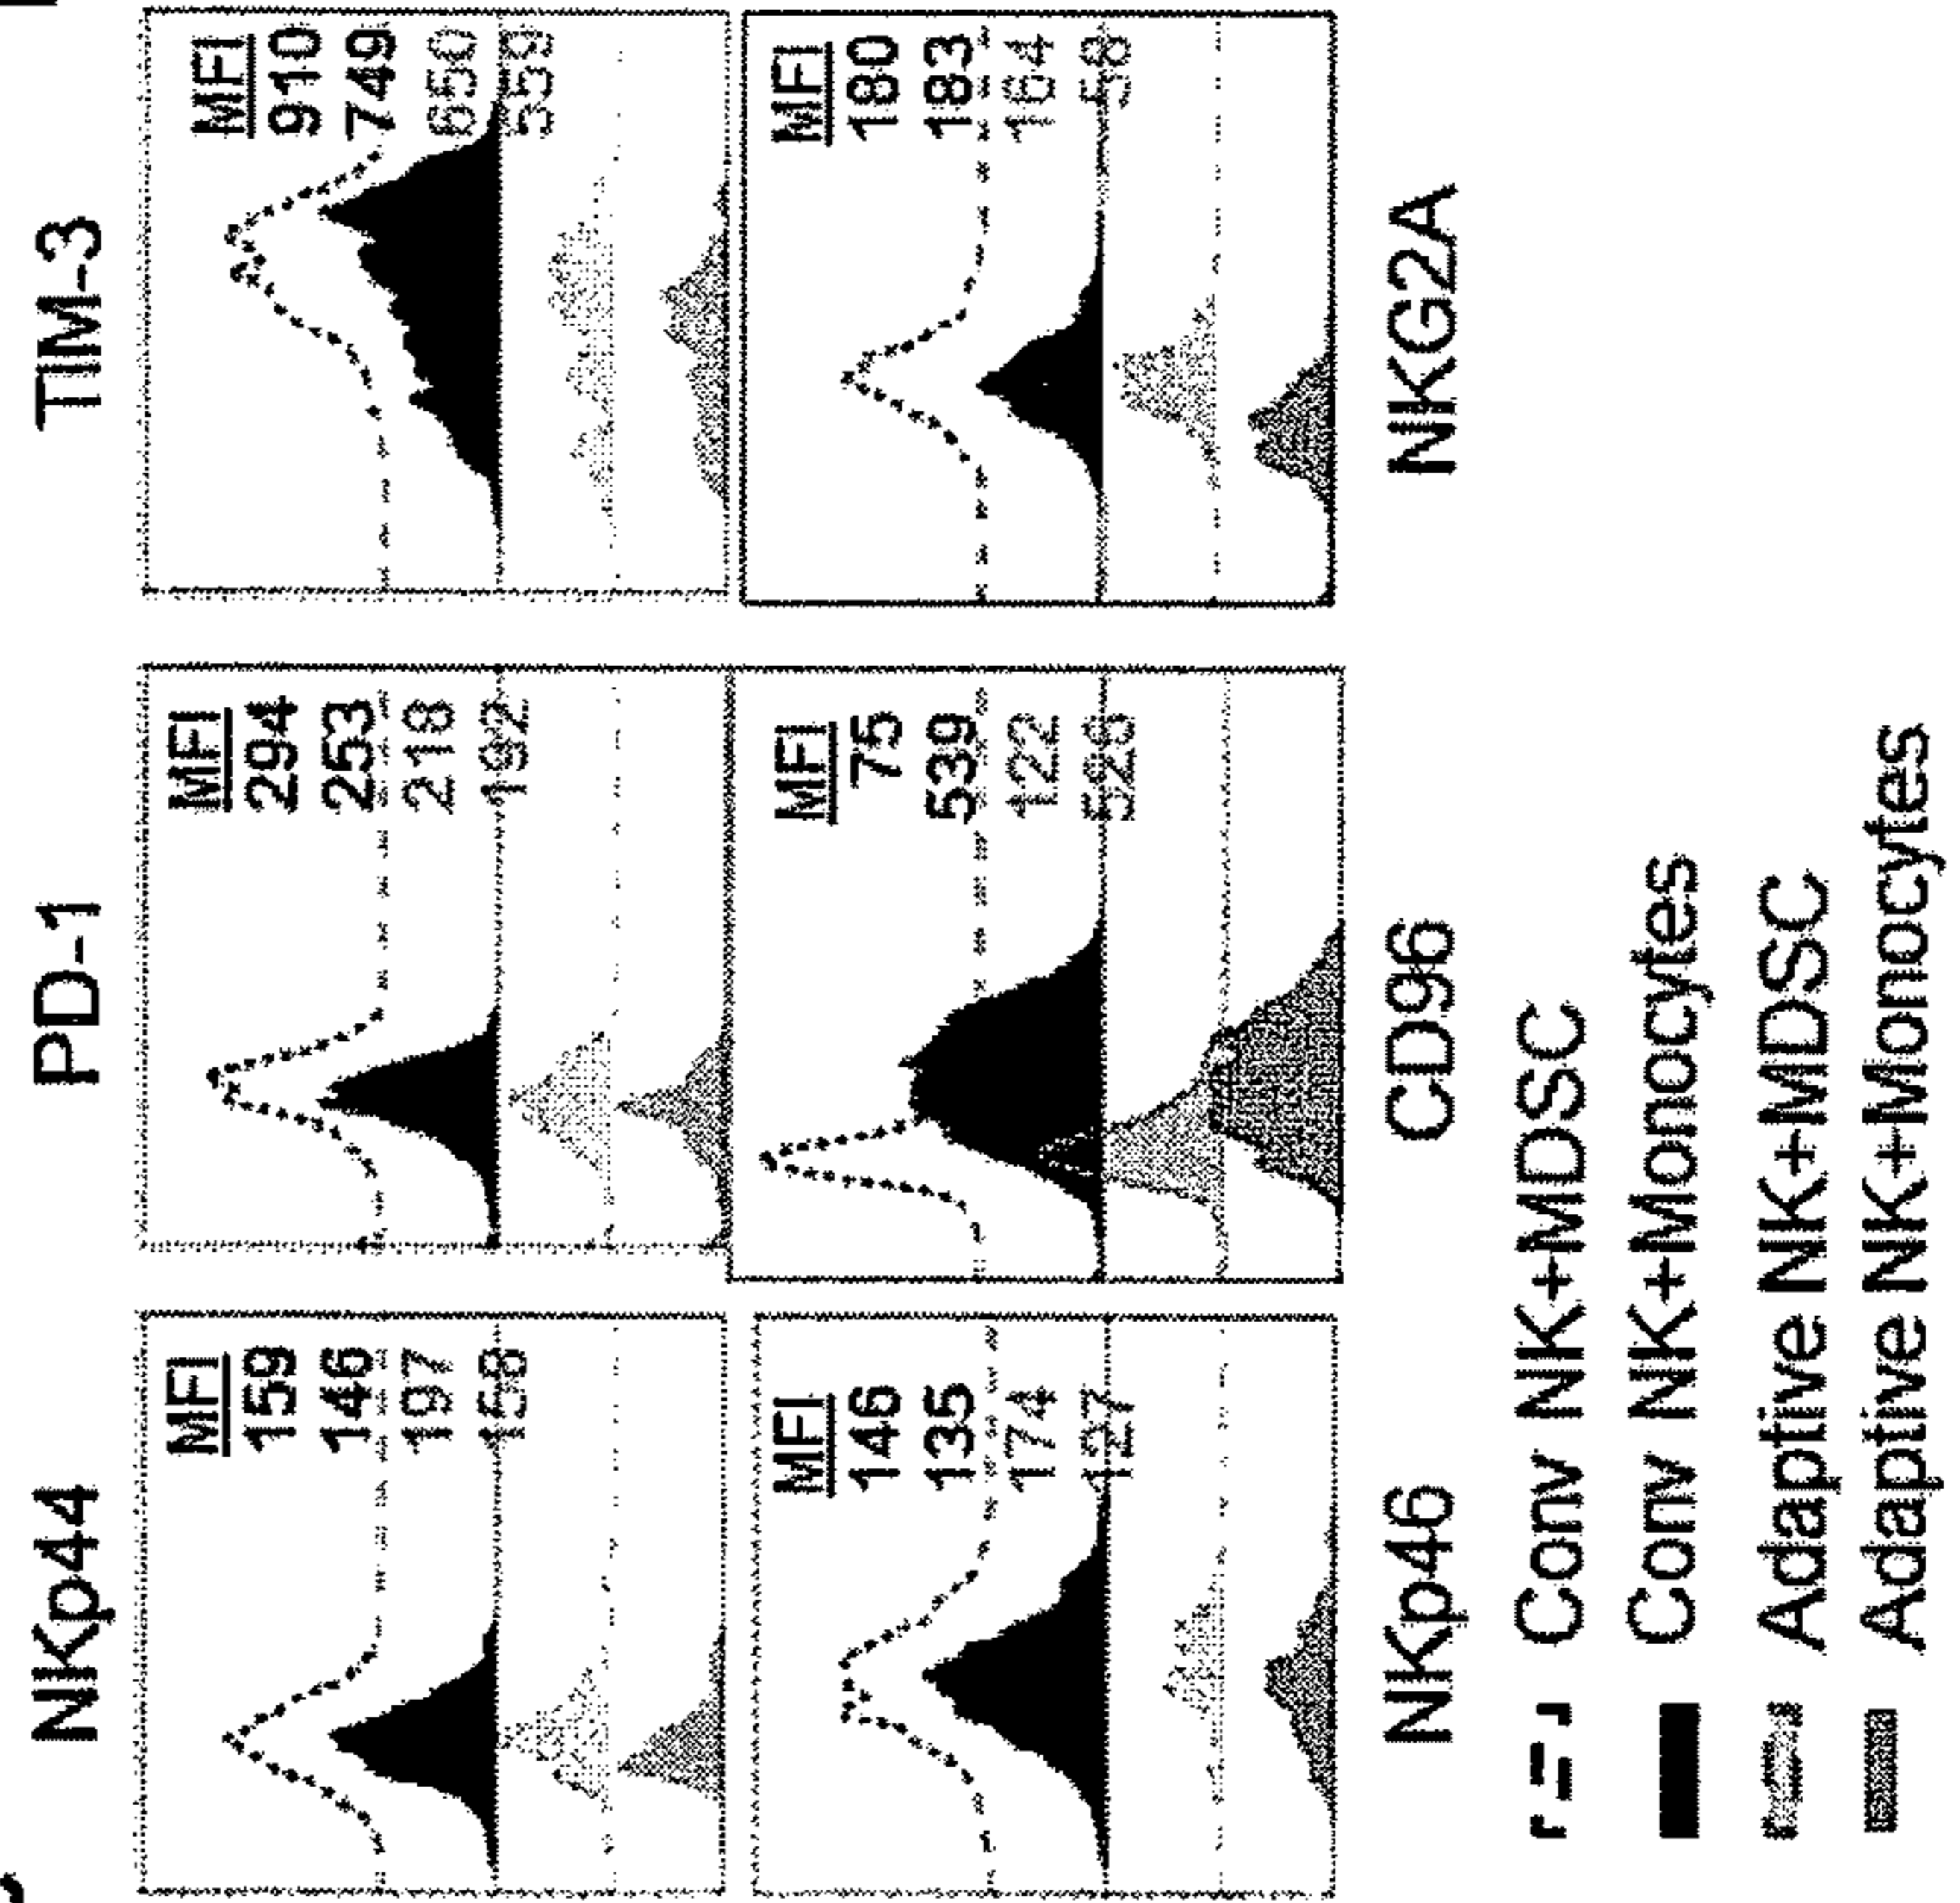 NKp44
MFI
159
146
197
158
PD-1
MFI
294
253
218
192
TIM-3
MFI
910
749
650
359
MFI
146
135
174
127
NKp46
MFI
75
539
122
528
CD96
MFI
180
183
164
58
NKG2A
Conv NK+MDSC
Conv NK+Monocytes
Adaptive NK+MDSC
Adaptive NK+Monocytes